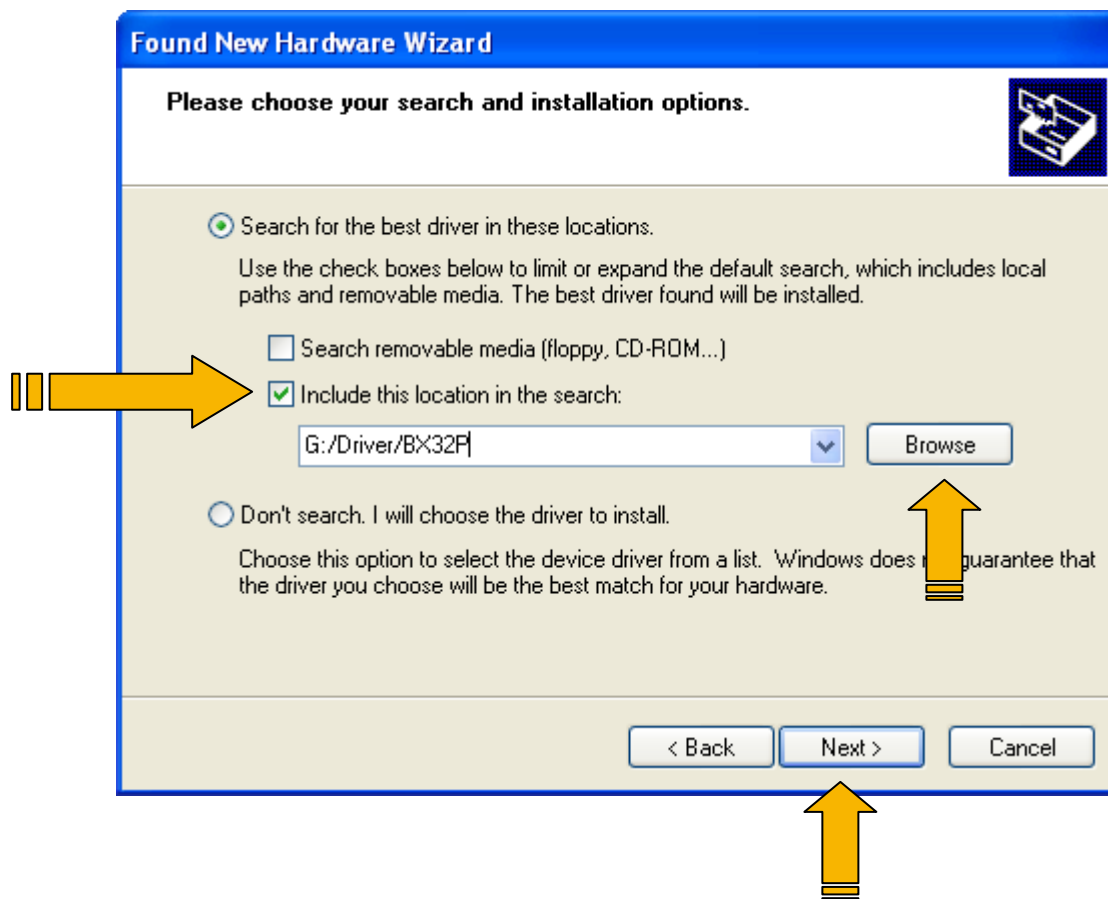 Found New Hardware Wizard
Please choose your search and installation options.
Search for the best driver in these locations.
Use the check boxes below to limit or expand the default search, which includes local
paths and removable media. The best driver found will be installed.
Search removable media (floppy, CD-ROM...)
Include this location in the search:
G:/Driver/BX32P
Browse
Don't search. I will choose the driver to install.
Choose this option to select the device driver from a list. Windows does guarantee that
the driver you choose will be the best match for your hardware.
< Back
Next >
Cancel